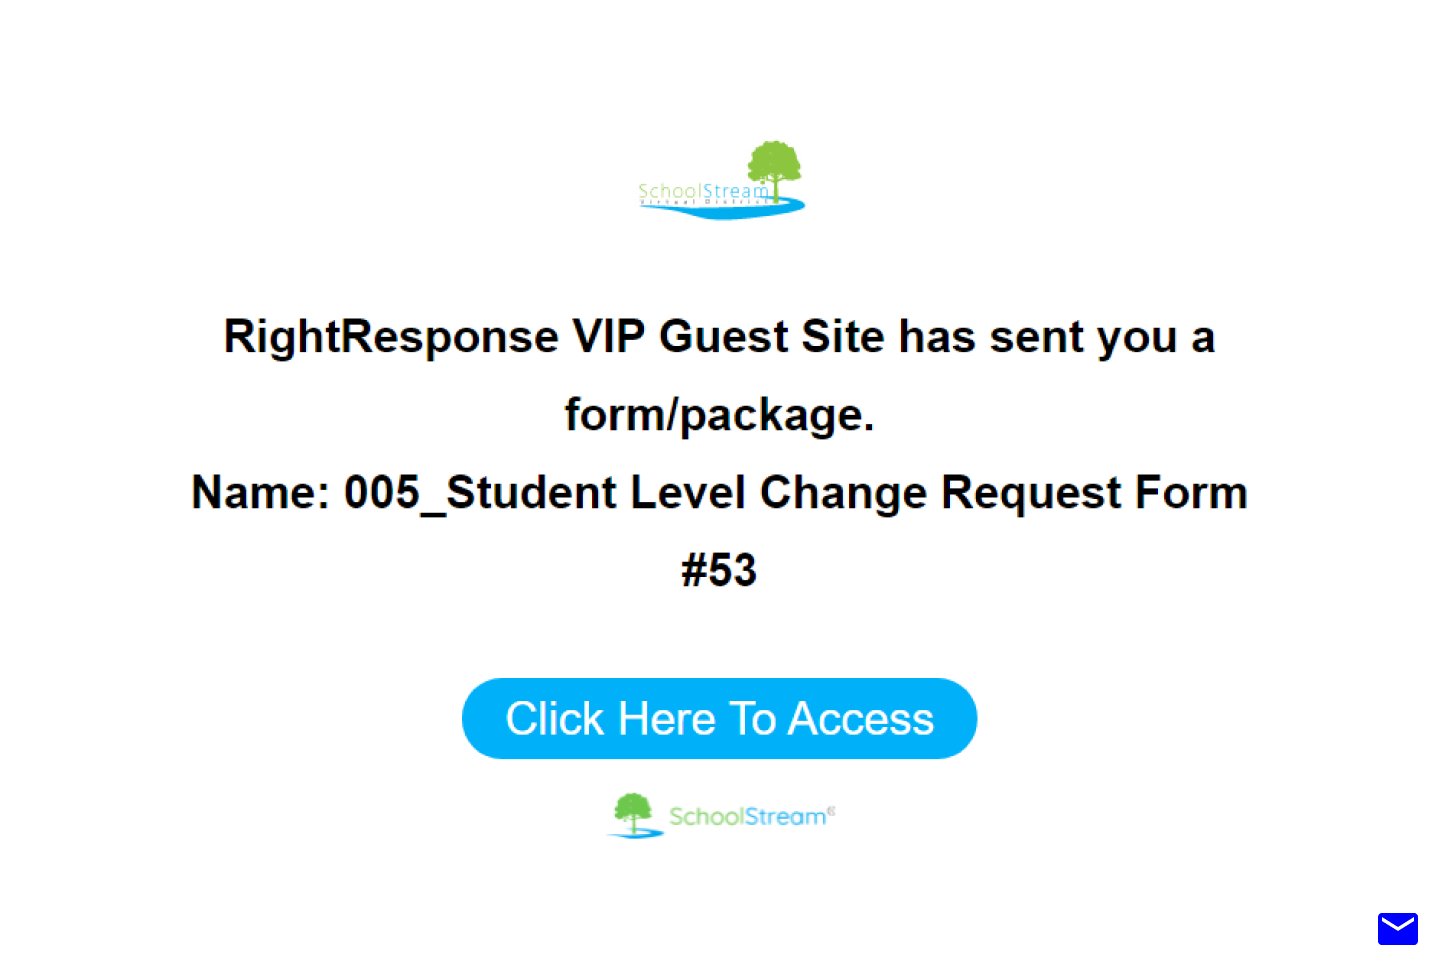 SchoolStream
Virtual District
RightResponse VIP Guest Site has sent you a
form/package.
Name: 005_Student Level Change Request Form
#53
Click Here To Access
SchoolStream